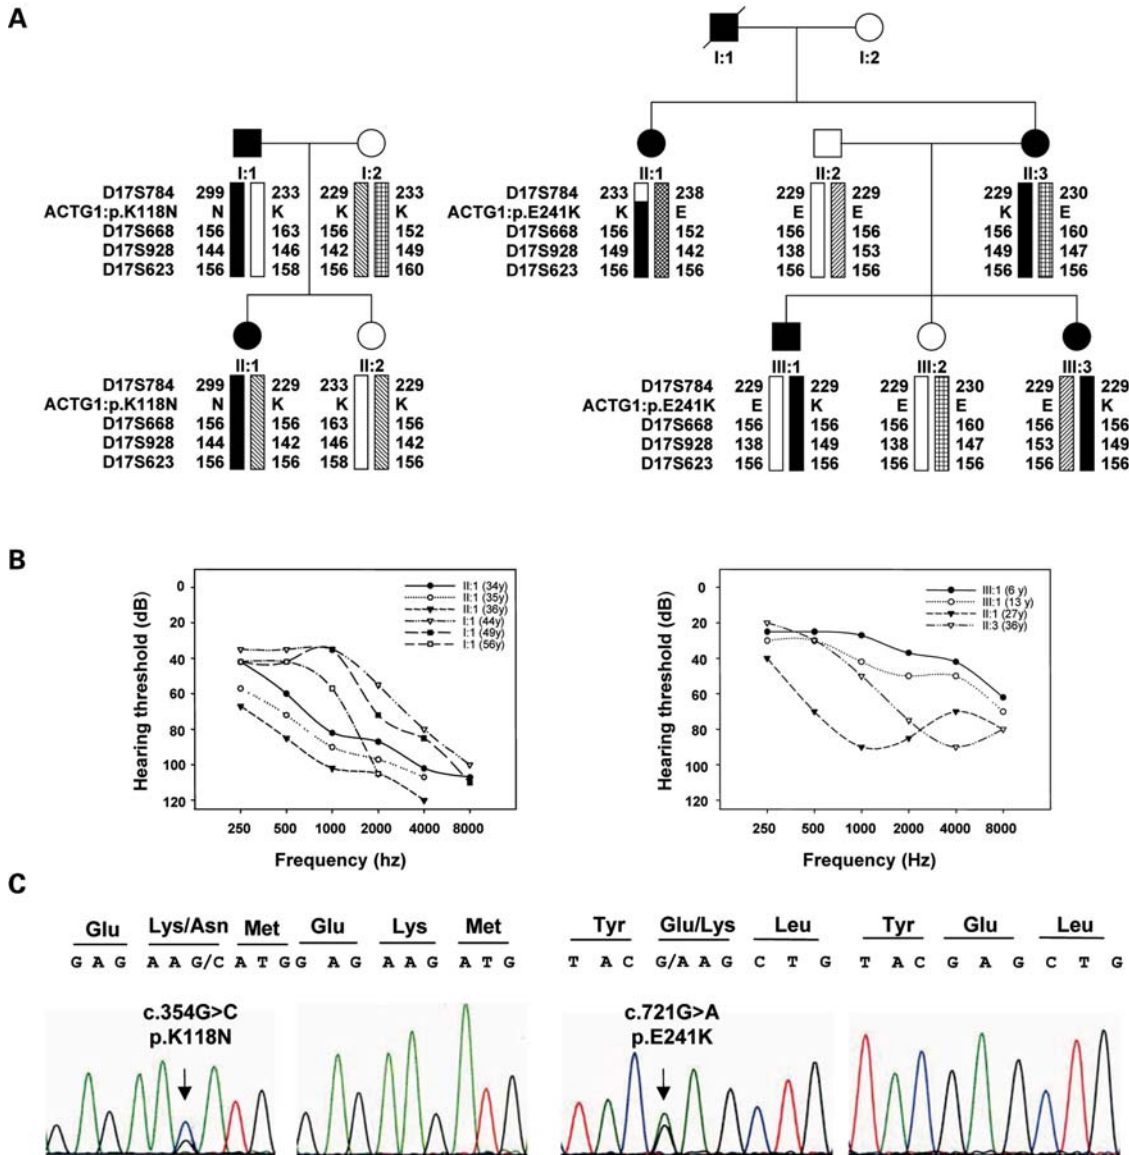 A
I:1 I:2
I:1 I:2 II:1 II:2 II:3
D17S784 299 233 229 233 D17S784 233 238 229 229 229 230
ACTG1:p.K118N N K K K ACTG1:p.E241K K E E E K E
D17S668 156 163 156 152 D17S668 156 152 156 156 156 160
D17S928 144 146 142 149 D17S928 149 142 138 153 149 147
D17S623 156 158 156 160 D17S623 156 156 156 156 156 156
II:1 II:2 III:1 III:2 III:3
D17S784 299 229 233 229 D17S784 229 229 229 230 229 229
ACTG1:p.K118N N K K K ACTG1:p.E241K E K E E E K
D17S668 156 156 163 156 D17S668 156 156 156 160 156 156
D17S928 144 142 146 142 D17S928 138 149 138 147 153 149
D17S623 156 156 158 156 D17S623 156 156 156 156 156 156
B
Hearing threshold (dB)
0
20
40
60
80
100
120
250 500 1000 2000 4000 8000
Frequency (hz)
II:1 (34y)
II:1 (35y)
II:1 (36y)
I:1 (44y)
I:1 (49y)
I:1 (56y)
Hearing threshold (dB)
0
20
40
60
80
100
120
250 500 1000 2000 4000 8000
Frequency (Hz)
III:1 (6 y)
III:1 (13 y)
II:1 (27y)
II:3 (36y)
C
Glu Lys/Asn Met Glu Lys Met Tyr Glu/Lys Leu Tyr Glu Leu
G A G A A G/C A T G G A G A A G A T G T A C G/A A G C T G T A C G A G C T G
c.354G>C c.721G>A
p.K118N p.E241K